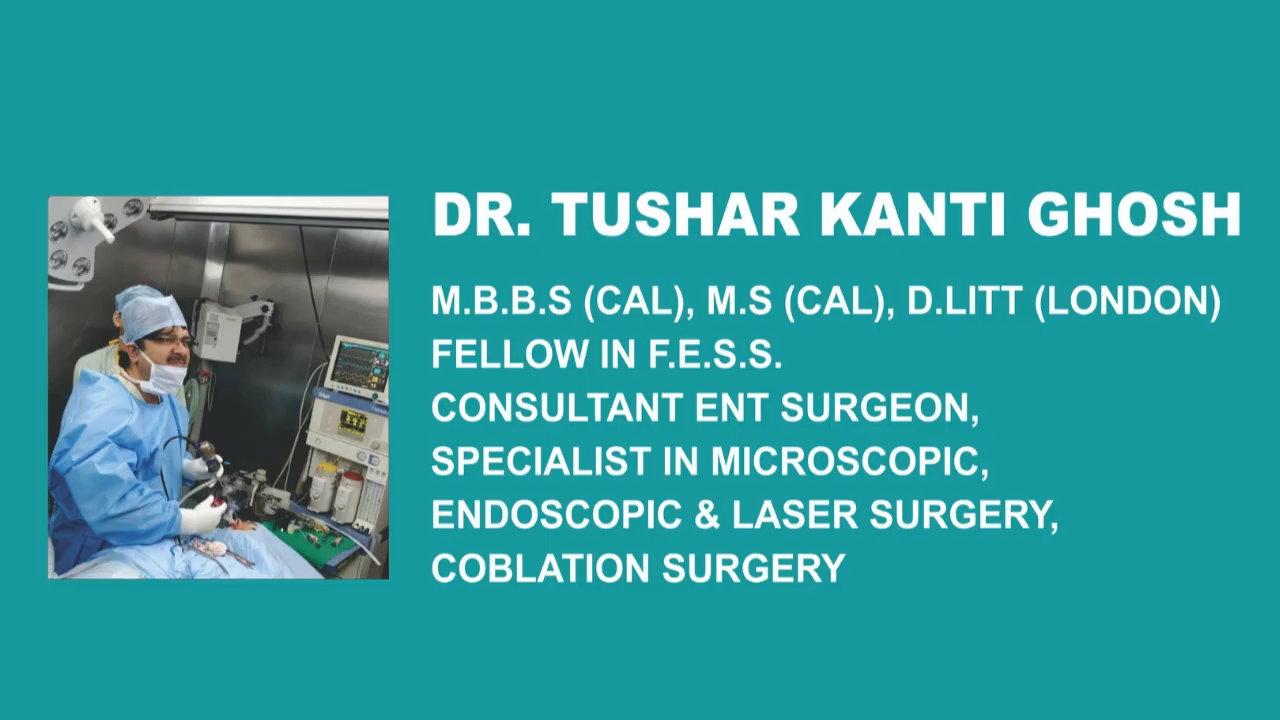 DR. TUSHAR KANTI GHOSH
M.B.B.S (CAL), M.S (CAL), D.LITT (LONDON)
FELLOW IN F.E.S.S.
CONSULTANT ENT SURGEON,
SPECIALIST IN MICROSCOPIC,
ENDOSCOPIC & LASER SURGERY,
COBLATION SURGERY